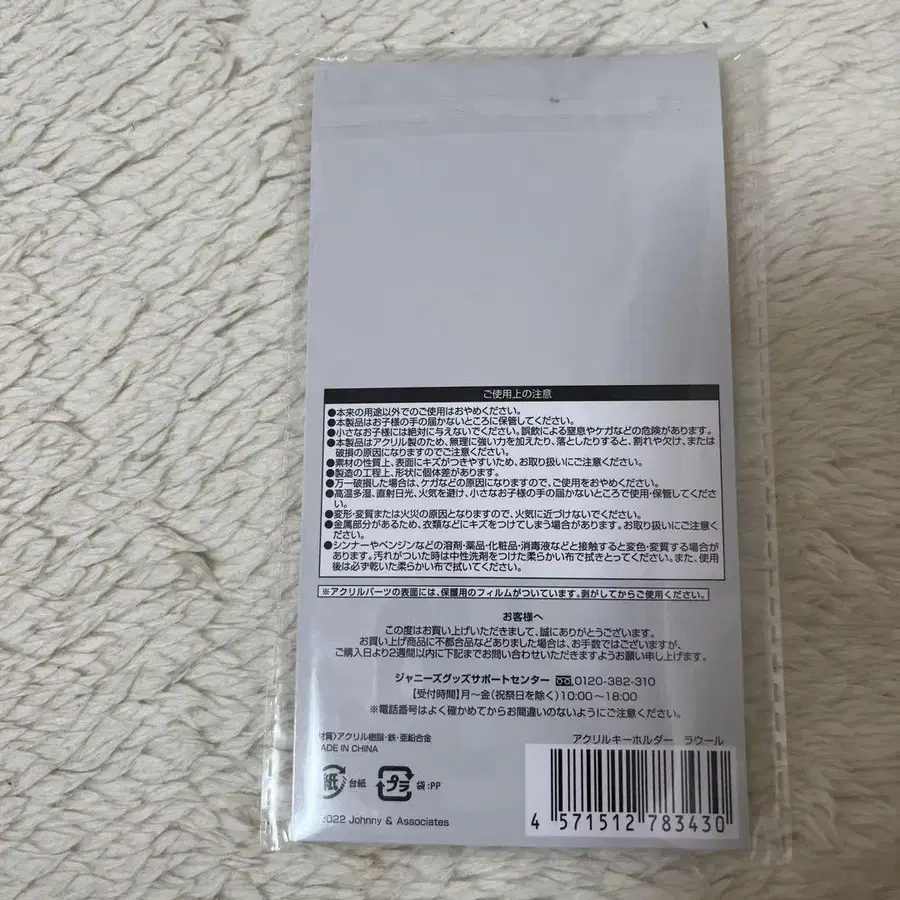 ご使用上の注意
●本来の用途以外でのご使用はおやめください。
●本製品はお子様の手の届かないところに保管してください。
●小さなお子様には絶対に与えないでください。誤飲による窒息やケガなどの危険があります。
●本製品はアクリル製のため、無理に強い力を加えたり、落としたりすると、割れや欠け、または
破損の原因になりますのでご注意ください。
●素材の性質上、表面にキズがつきやすいため、お取り扱いにご注意ください。
●製造の工程上、形状に個体差があります。
●万一破損した場合は、ケガなどの原因になりますので、ご使用をおやめください。
●高温多湿、直射日光、火気を避け、小さなお子様の手の届かないところで使用・保管してくださ
い。
●変形・変質または火災の原因となりますので、火気に近づけないでください。
●金属部分があるため、衣類などにキズをつけてしまう場合があります。お取り扱いにご注意く
ださい。
●シンナーやベンジンなどの溶剤・薬品・化粧品・消毒液などと接触すると変色・変質する場合が
あります。汚れがついた時は中性洗剤をつけた柔らかい布で拭きとってください。また、使用
後は必ず乾いた柔らかい布で拭いてください。
※アクリルパーツの表面には、保護用のフィルムがついています。剥がしてからご使用ください。
お客様へ
この度はお買い上げいただきまして、誠にありがとうございます。
お買い上げ商品に不都合品などありました場合は、お手数ではございますが、
ご購入日より2週間以内に下記までお問い合わせいただきますようお願い申し上げます。
ジャニーズグッズサポートセンター 0120-382-310
【受付時間】月～金(祝祭日を除く)10:00～18:00
※電話番号はよく確かめてからお間違いのないようにご注意ください。
材質)アクリル樹脂・鉄・亜鉛合金
ADE IN CHINA
アクリルキーホルダー ラウール
紙 台紙 プラ 袋:PP
2022 Johnny & Associates
4 571512 783430